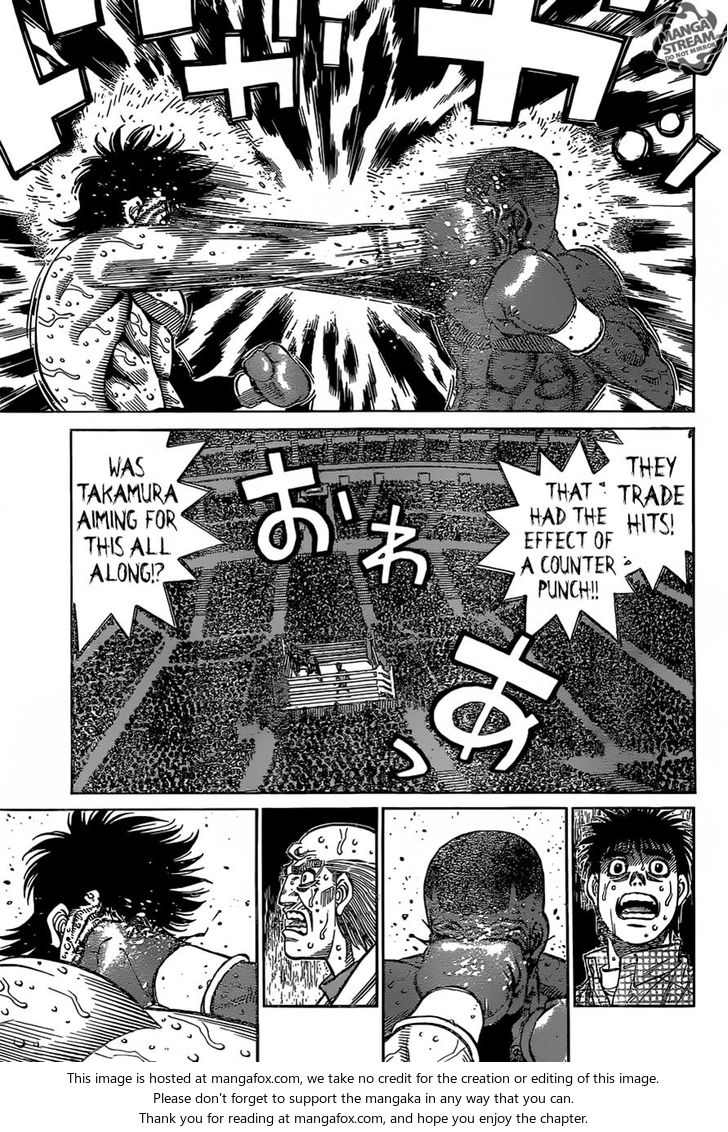 MANGA
STREAM
DO NOT MIRROR
THEY
TRADE
HITS!
THAT
HAD THE
EFFECT OF
A COUNTER
PUNCH!!
わ
お
あ
っ
WAS
TAKAMURA
AIMING FOR
THIS ALL
ALONG!?
This image is hosted at mangafox.com, we take no credit for the creation or editing of this image.
Please don't forget to support the mangaka in any way that you can.
Thank you for reading at mangafox.com, and hope you enjoy the chapter.